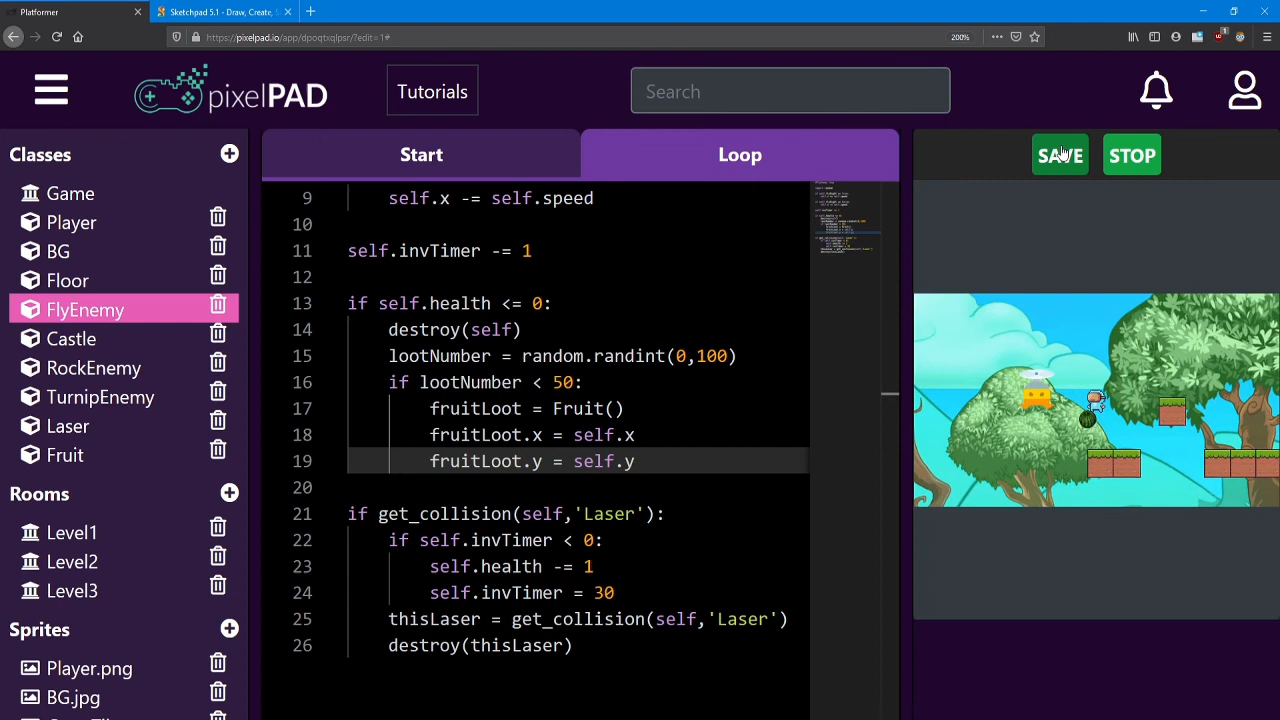 Platformer
Sketchpad 5.1 - Draw, Create,
https://pixelpad.io/app/dpoqtxqlpsr/?edit=1#
200%
pixelPAD
Tutorials
Search
Classes
Game
Player
BG
Floor
FlyEnemy
Castle
RockEnemy
TurnipEnemy
Laser
Fruit
Rooms
Level1
Level2
Level3
Sprites
Player.png
BG.jpg
Start
Loop
9 self.x -= self.speed
10
11 self.invTimer -= 1
12
13 if self.health <= 0:
14 destroy(self)
15 lootNumber = random.randint(0,100)
16 if lootNumber < 50:
17 fruitLoot = Fruit()
18 fruitLoot.x = self.x
19 fruitLoot.y = self.y
20
21 if get_collision(self,'Laser'):
22 if self.invTimer < 0:
23 self.health -= 1
24 self.invTimer = 30
25 thisLaser = get_collision(self,'Laser')
26 destroy(thisLaser)
SAVE
STOP